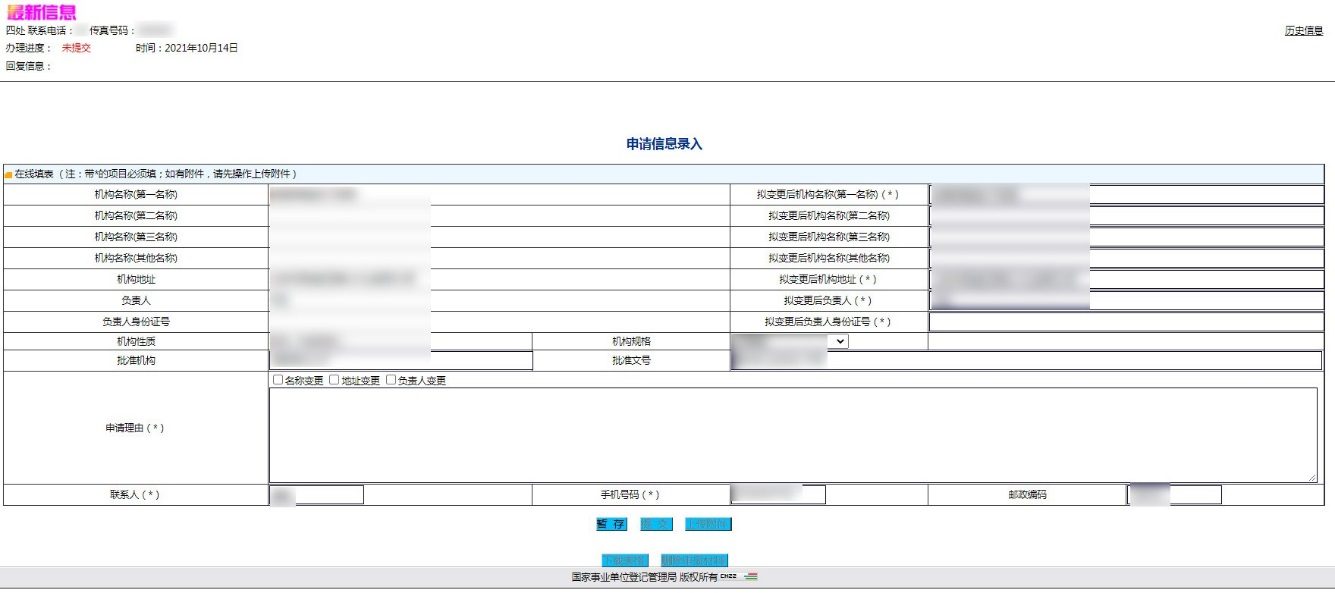 最新信息
四处 联系电话： 传真号码：
历史信息
办理进度： 未提交 时间：2021年10月14日
回复信息：
申请信息录入
在线填表（注：带*的项目必须填；如有附件，请先操作上传附件）
机构名称(第一名称) 拟变更后机构名称(第一名称)(*)
机构名称(第二名称) 拟变更后机构名称(第二名称)
机构名称(第三名称) 拟变更后机构名称(第三名称)
机构名称(其他名称) 拟变更后机构名称(其他名称)
机构地址 拟变更后机构地址(*)
负责人 拟变更后负责人(*)
负责人身份证号 拟变更后负责人身份证号(*)
机构性质 机构规格
批准机构 批准文号
名称变更 地址变更 负责人变更
申请理由(*)
联系人(*) 手机号码(*) 邮政编码
暂 存 提 交 上传附件
国家事业单位登记管理局 版权所有 CNZZ